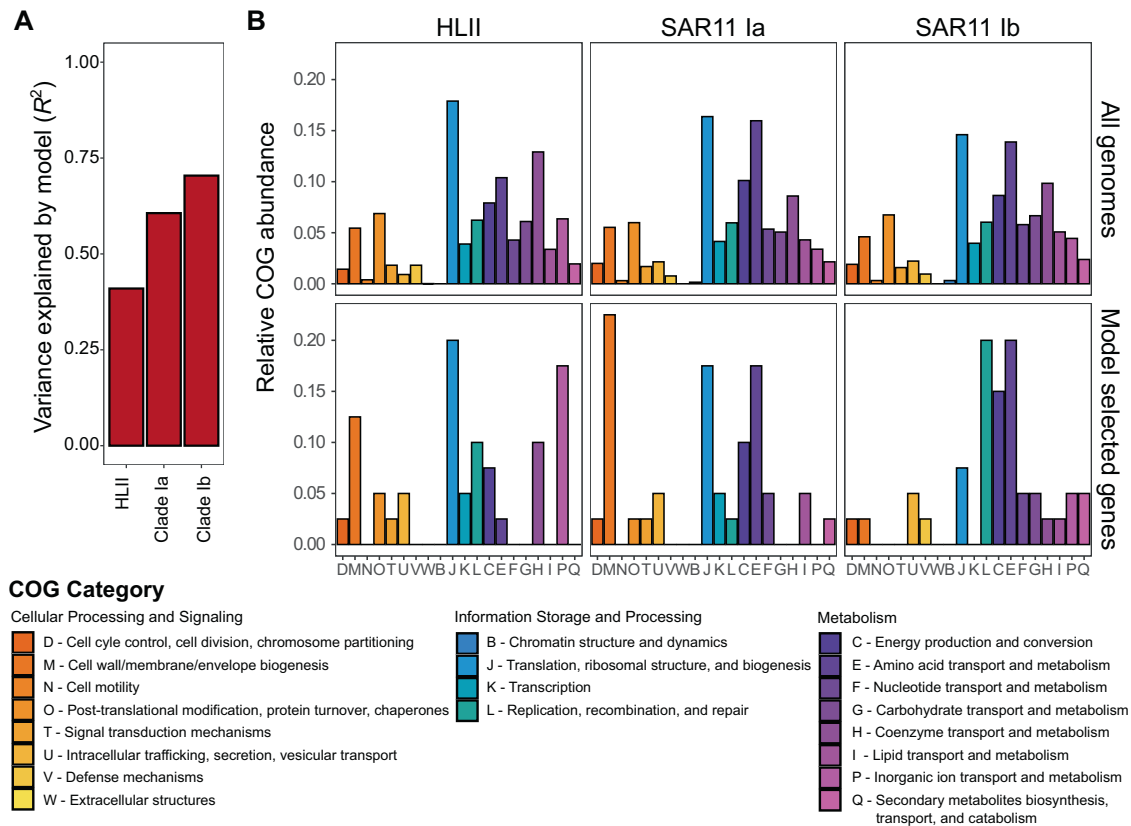 A
B
HLII
SAR11 Ia
SAR11 Ib
Variance explained by model (R²)
1.00
0.75
0.50
0.25
0.00
HLII
Clade Ia
Clade Ib
Relative COG abundance
0.20
0.15
0.10
0.05
0.00
All genomes
0.20
0.15
0.10
0.05
0.00
Model selected genes
DMNOTUVWBJKLCEFGHIPQ
DMNOTUVWBJKLCEFGHIPQ
DMNOTUVWBJKLCEFGHIPQ
COG Category
Cellular Processing and Signaling
D - Cell cyle control, cell division, chromosome partitioning
M - Cell wall/membrane/envelope biogenesis
N - Cell motility
O - Post-translational modification, protein turnover, chaperones
T - Signal transduction mechanisms
U - Intracellular trafficking, secretion, vesicular transport
V - Defense mechanisms
W - Extracellular structures
Information Storage and Processing
B - Chromatin structure and dynamics
J - Translation, ribosomal structure, and biogenesis
K - Transcription
L - Replication, recombination, and repair
Metabolism
C - Energy production and conversion
E - Amino acid transport and metabolism
F - Nucleotide transport and metabolism
G - Carbohydrate transport and metabolism
H - Coenzyme transport and metabolism
I - Lipid transport and metabolism
P - Inorganic ion transport and metabolism
Q - Secondary metabolites biosynthesis,
transport, and catabolism